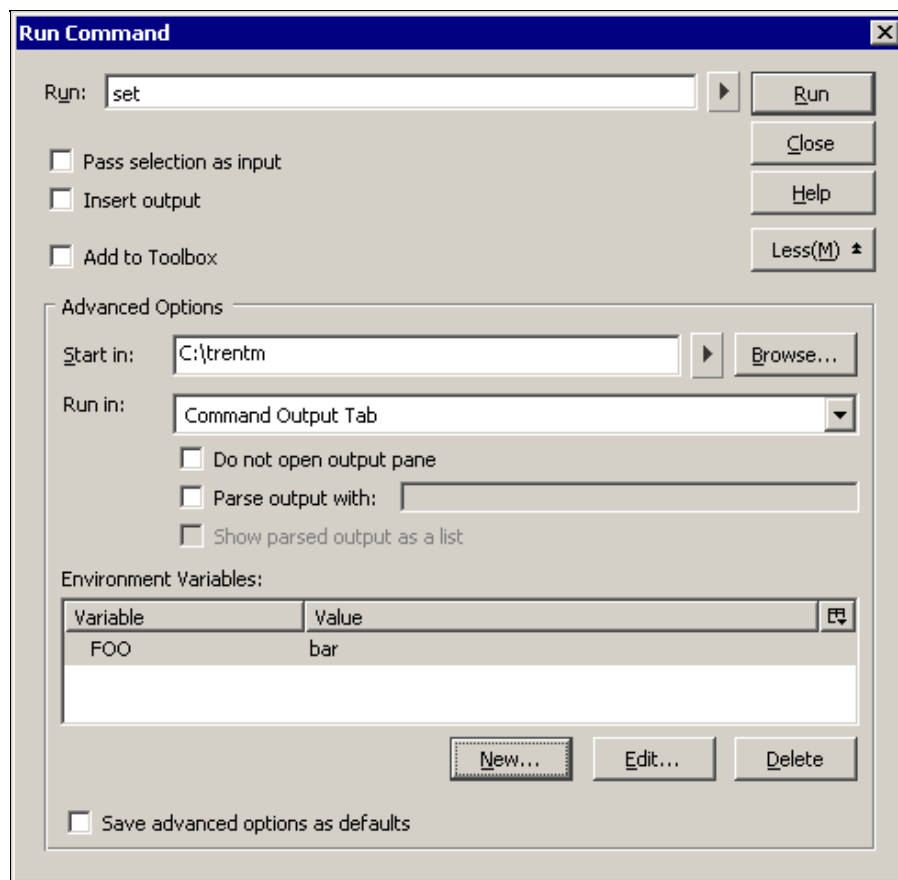 Run Command
Run: set
Run
Close
Pass selection as input
Help
Insert output
Less(M)
Add to Toolbox
Advanced Options
Start in: C:\trentm
Browse...
Run in: Command Output Tab
Do not open output pane
Parse output with:
Show parsed output as a list
Environment Variables:
Variable Value
FOO bar
New... Edit... Delete
Save advanced options as defaults